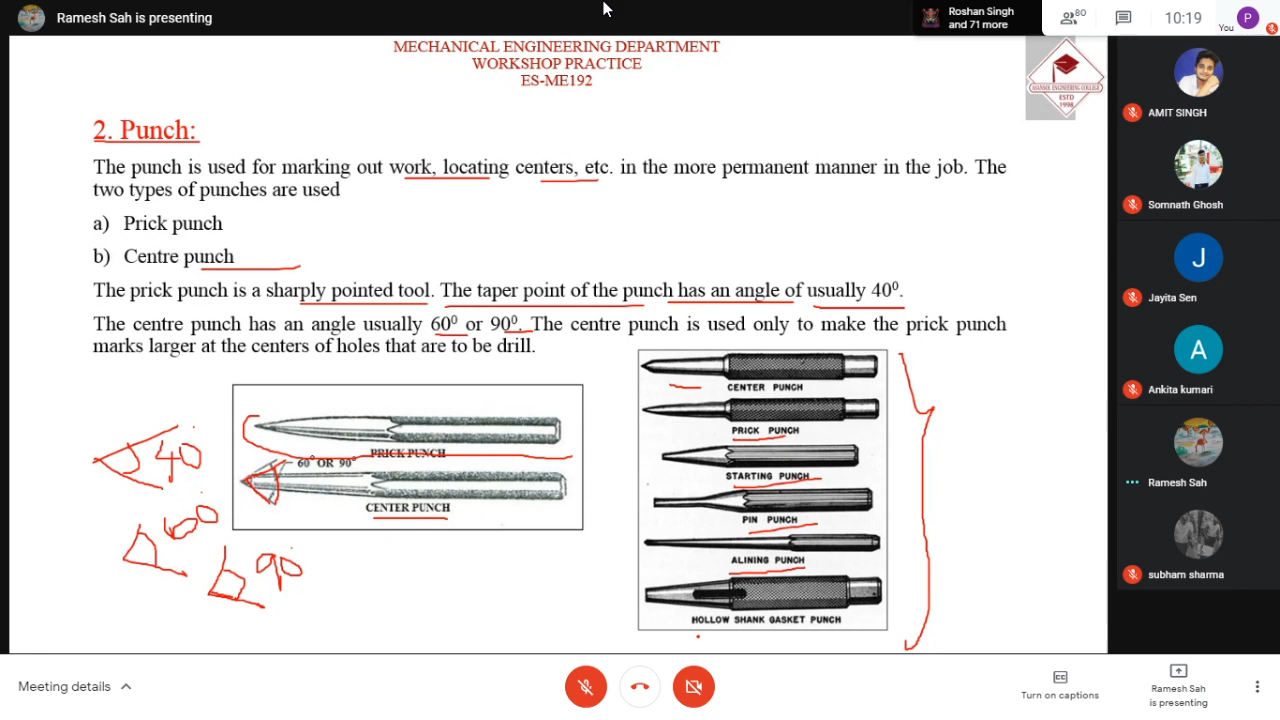 Ramesh Sah is presenting
Roshan Singh
and 71 more
80
10:19
You
P
MECHANICAL ENGINEERING DEPARTMENT
WORKSHOP PRACTICE
ES-ME192
ASANSOL ENGINEERING COLLEGE
ESTD
1998
2. Punch:
The punch is used for marking out work, locating centers, etc. in the more permanent manner in the job. The
two types of punches are used
a) Prick punch
b) Centre punch
The prick punch is a sharply pointed tool. The taper point of the punch has an angle of usually 40⁰.
The centre punch has an angle usually 60⁰ or 90⁰. The centre punch is used only to make the prick punch
marks larger at the centers of holes that are to be drill.
PRICK PUNCH
60° OR 90°
CENTER PUNCH
40
60
90
CENTER PUNCH
PRICK PUNCH
STARTING PUNCH
PIN PUNCH
ALINING PUNCH
HOLLOW SHANK GASKET PUNCH
AMIT SINGH
Somnath Ghosh
J
Jayita Sen
A
Ankita kumari
Ramesh Sah
subham sharma
Meeting details
CC
Turn on captions
Ramesh Sah
is presenting